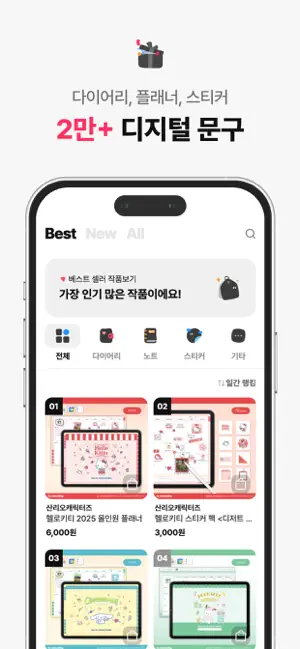 다이어리, 플래너, 스티커
2만+ 디지털 문구
Best New All
베스트 셀러 작품보기
가장 인기 많은 작품이에요!
전체 다이어리 노트 스티커 기타
일간 랭킹
01 02
산리오캐릭터즈 산리오캐릭터즈
헬로키티 2025 올인원 플래너 헬로키티 스티커 팩 <디저트 ...
6,000원 3,000원
03 04